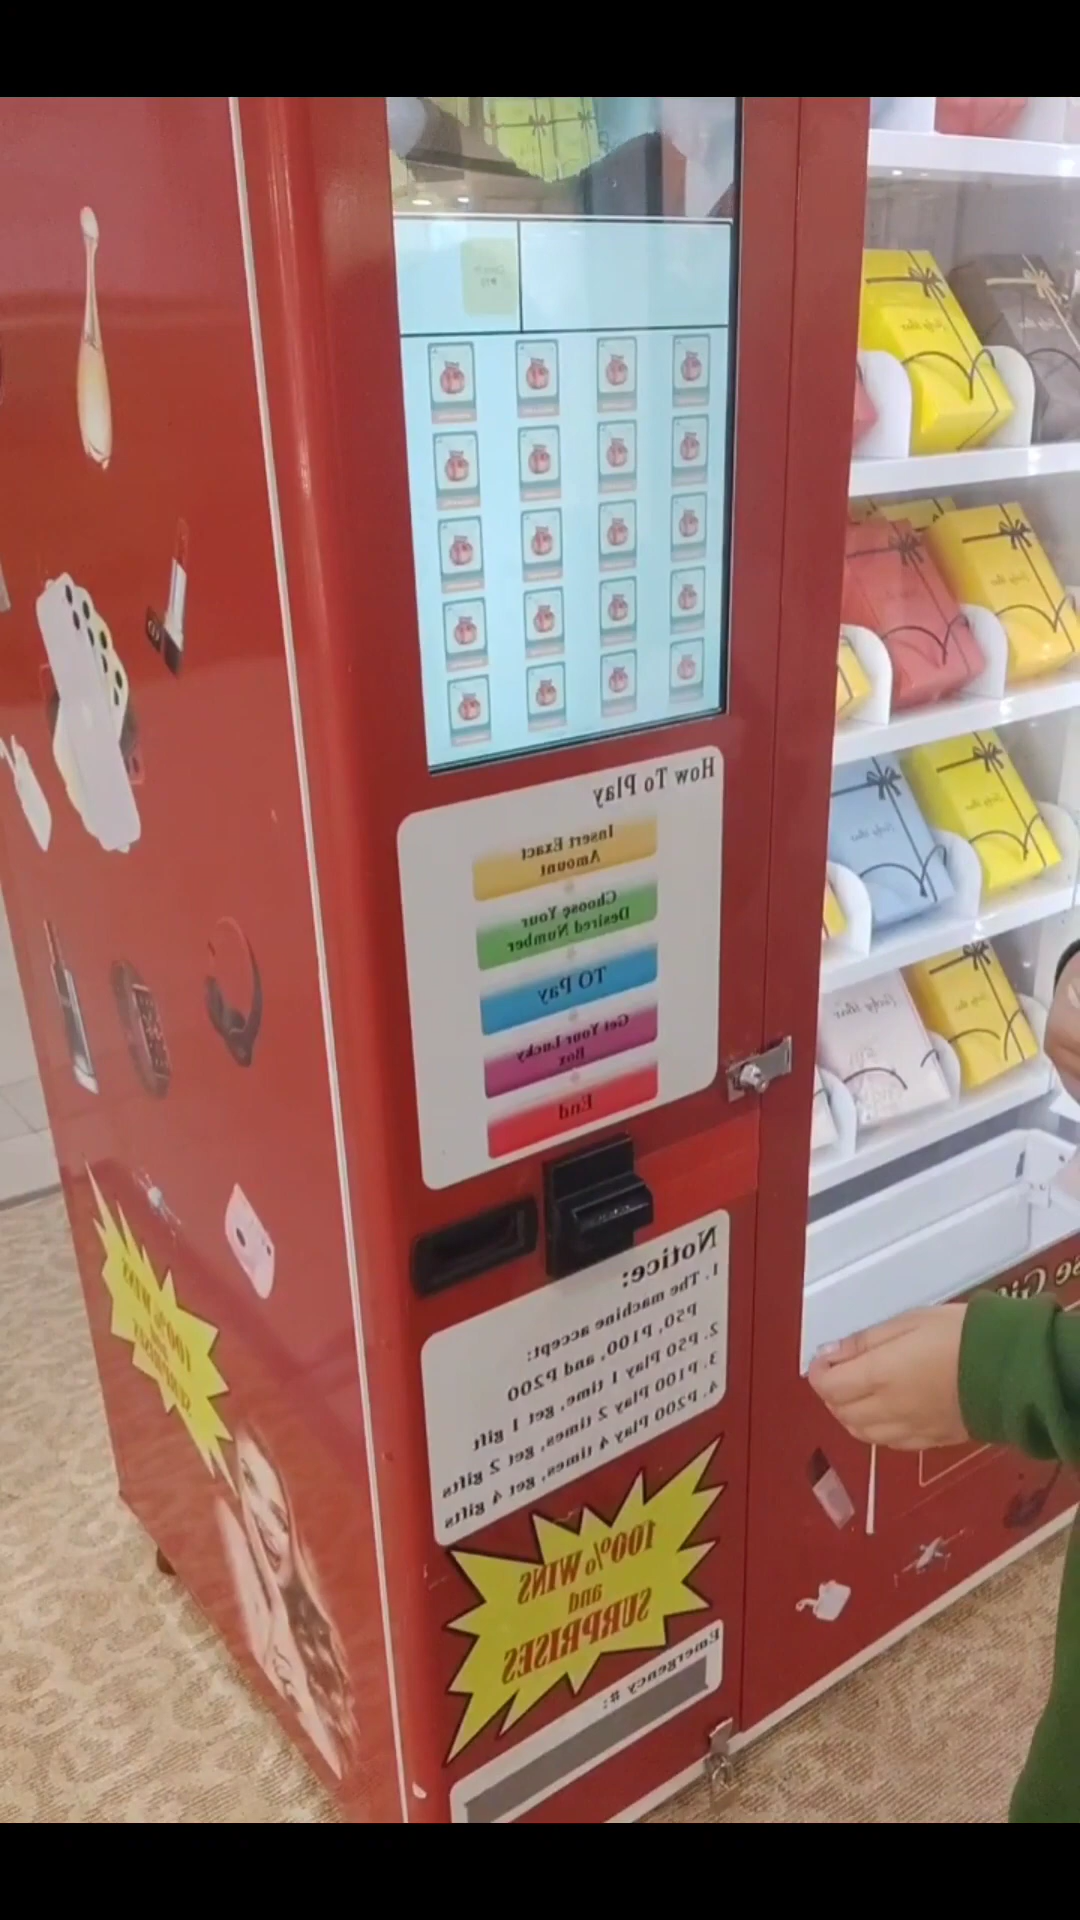 How To Play
Insert Exact
Amount
Choose Your
Desired Number
TO Pay
Get Your Lucky
Box
End
Notice:
1. The machine accept:
P50, P100, and P200
2. P50 Play 1 time, get 1 gift
3. P100 Play 2 times, get 2 gifts
4. P200 Play 4 times, get 4 gifts
100% WINS
and
SURPRISES
Emergency #:
100% WINS
and
SURPRISES